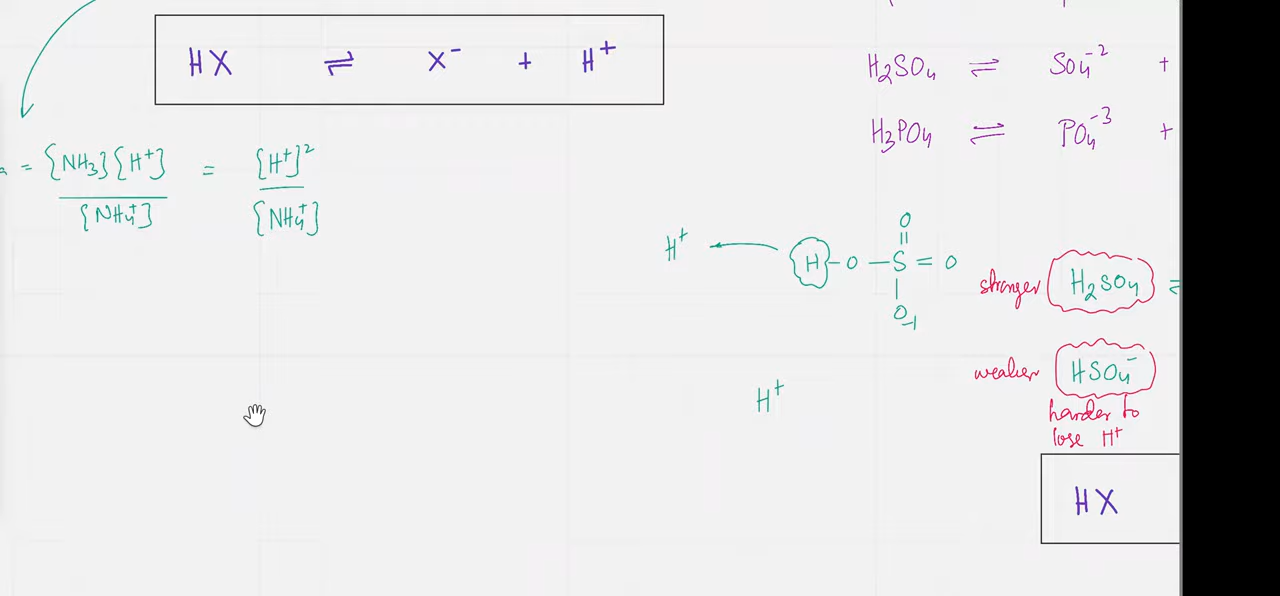 HX ⇌ X⁻ + H⁺
= {NH₃}{H⁺} / {NH₄⁺} = [H⁺]² / {NH₄⁺}
H₂SO₄ ⇌ SO₄⁻² +
H₃PO₄ ⇌ PO₄⁻³ +
O
H⁺ H – O – S = O
O₋₁
stronger H₂SO₄ ⇌
weaker HSO₄⁻
harder to
lose H⁺
H⁺
HX